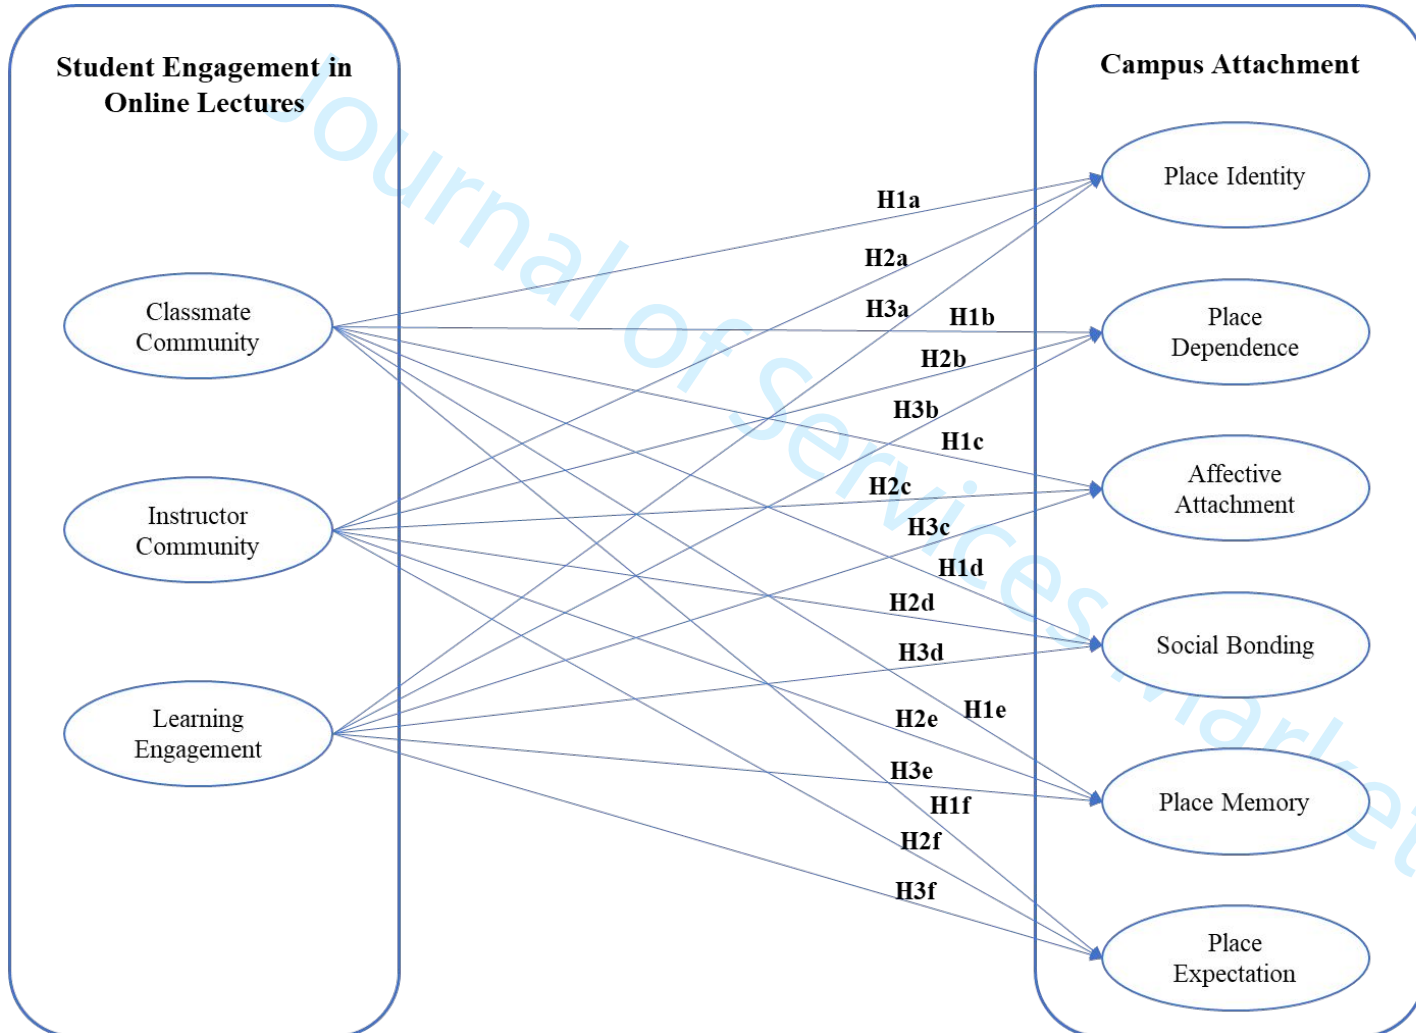 Student Engagement in
Online Lectures
Classmate
Community
Instructor
Community
Learning
Engagement
H1a
H2a
H3a
H1b
H2b
H3b
H1c
H2c
H3c
H1d
H2d
H3d
H1e
H2e
H3e
H1f
H2f
H3f
Campus Attachment
Place Identity
Place
Dependence
Affective
Attachment
Social Bonding
Place Memory
Place
Expectation
Journal of Services Market